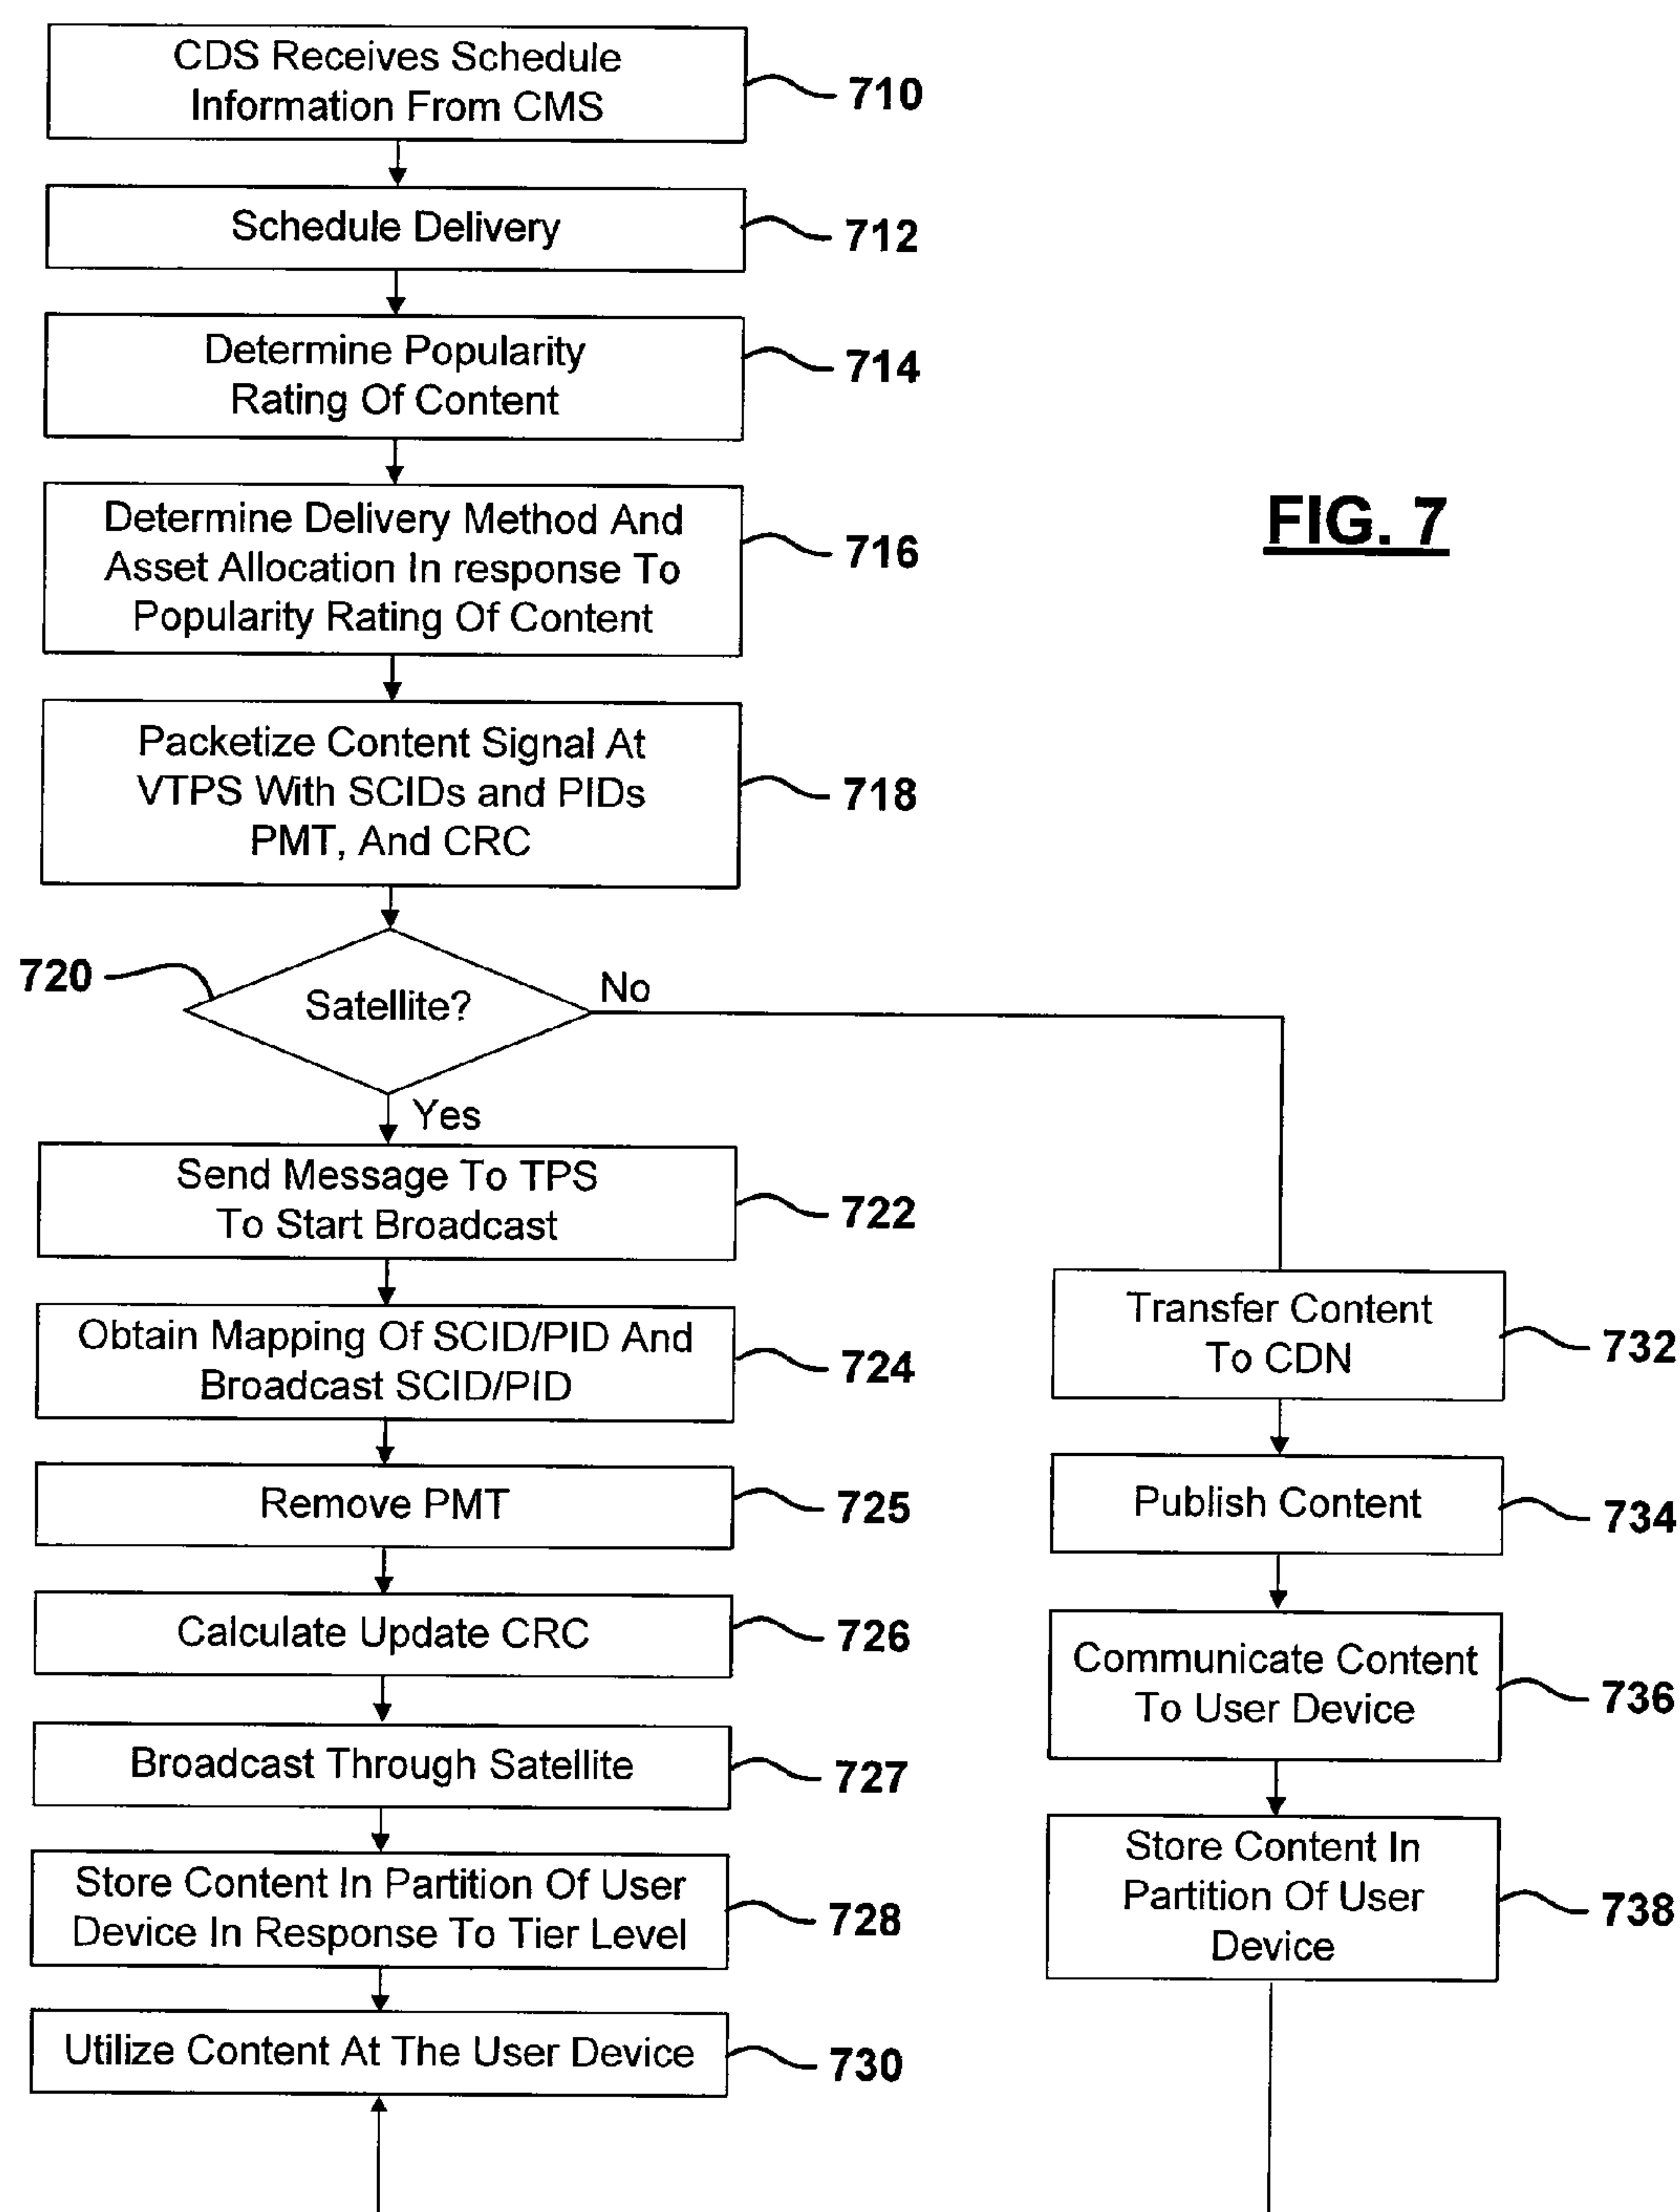 CDS Receives Schedule
Information From CMS
710
Schedule Delivery
712
Determine Popularity
Rating Of Content
714
Determine Delivery Method And
Asset Allocation In response To
Popularity Rating Of Content
716
FIG. 7
Packetize Content Signal At
VTPS With SCIDs and PIDs
PMT, And CRC
718
720
Satellite?
No
Yes
Send Message To TPS
To Start Broadcast
722
Obtain Mapping Of SCID/PID And
Broadcast SCID/PID
724
Remove PMT
725
Calculate Update CRC
726
Broadcast Through Satellite
727
Store Content In Partition Of User
Device In Response To Tier Level
728
Utilize Content At The User Device
730
Transfer Content
To CDN
732
Publish Content
734
Communicate Content
To User Device
736
Store Content In
Partition Of User
Device
738